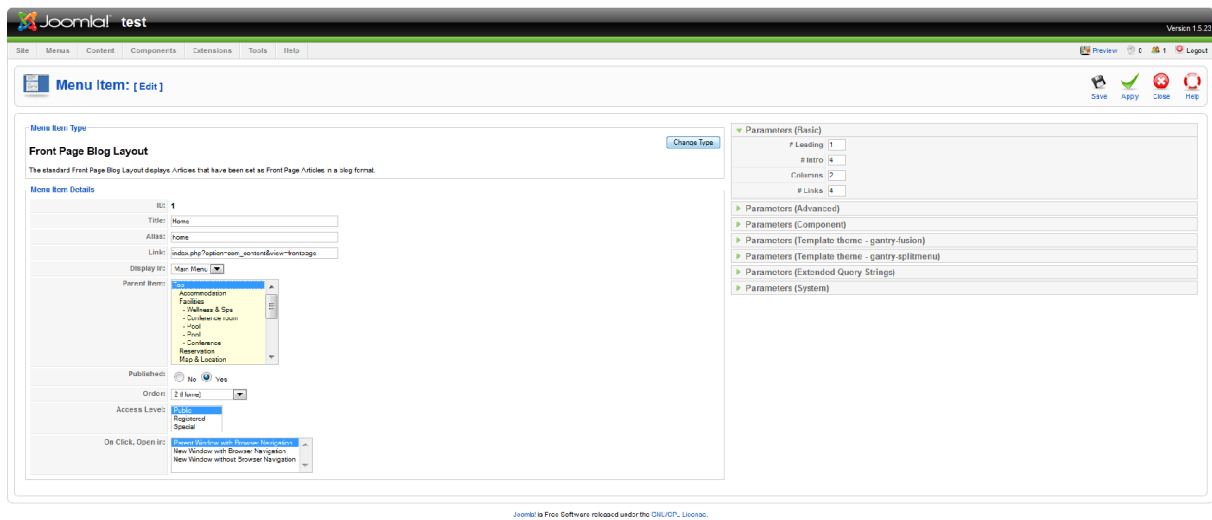 Joomla! test
Version 1.5.23
Site Menus Content Components Extensions Tools Help
Preview 0 1 Logout
Menu Item: [ Edit ]
Save Apply Close Help
Menu Item Type
Change Type
Front Page Blog Layout
The standard Front Page Blog Layout displays Articles that have been set as Front Page Articles in a blog format.
Menu Item Details
ID: 1
Title: Home
Alias: home
Link: index.php?option=com_content&view=frontpage
Display in: Main Menu
Parent Item: Top
Accommodation
Facilities
- Wellness & Spa
- Conference room
- Pool
- Pool
- Conference
Reservation
Map & Location
Published: No Yes
Order: 2 (Home)
Access Level: Public
Registered
Special
On Click, Open in: Parent Window with Browser Navigation
New Window with Browser Navigation
New Window without Browser Navigation
Parameters (Basic)
# Leading 1
# Intro 4
Columns 2
# Links 4
Parameters (Advanced)
Parameters (Component)
Parameters (Template theme - gantry-fusion)
Parameters (Template theme - gantry-splitmenu)
Parameters (Extended Query Strings)
Parameters (System)
Joomla! is Free Software released under the GNU/GPL License.